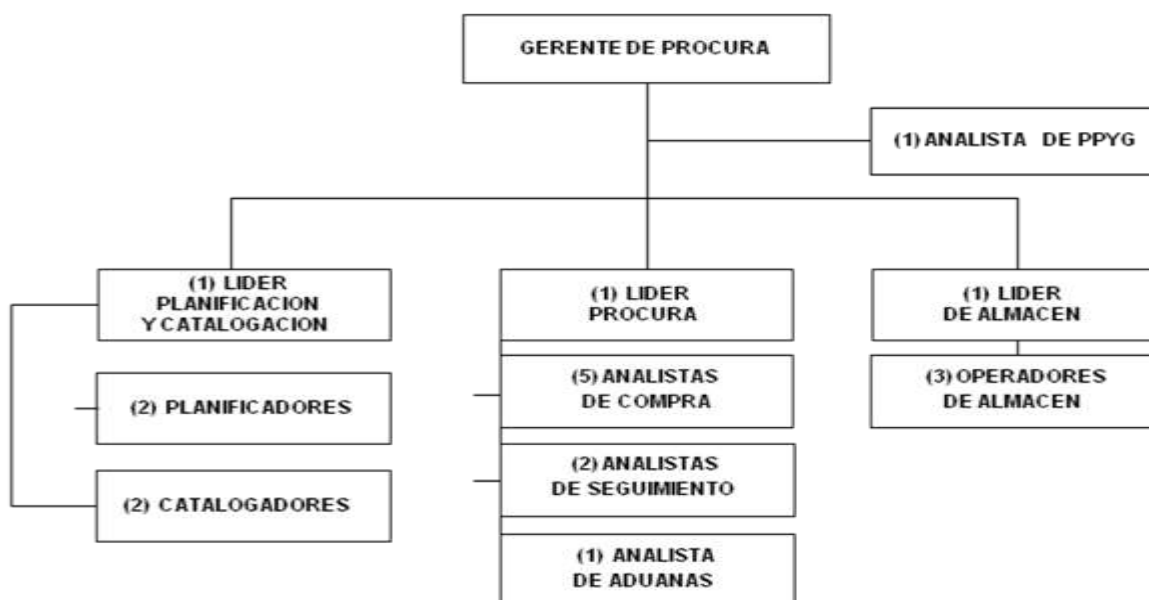 GERENTE DE PROCURA
(1) ANALISTA DE PPYG
(1) LIDER
PLANIFICACION
Y CATALOGACION
(2) PLANIFICADORES
(2) CATALOGADORES
(1) LIDER
PROCURA
(5) ANALISTAS
DE COMPRA
(2) ANALISTAS
DE SEGUIMIENTO
(1) ANALISTA
DE ADUANAS
(1) LIDER
DE ALMACEN
(3) OPERADORES
DE ALMACEN